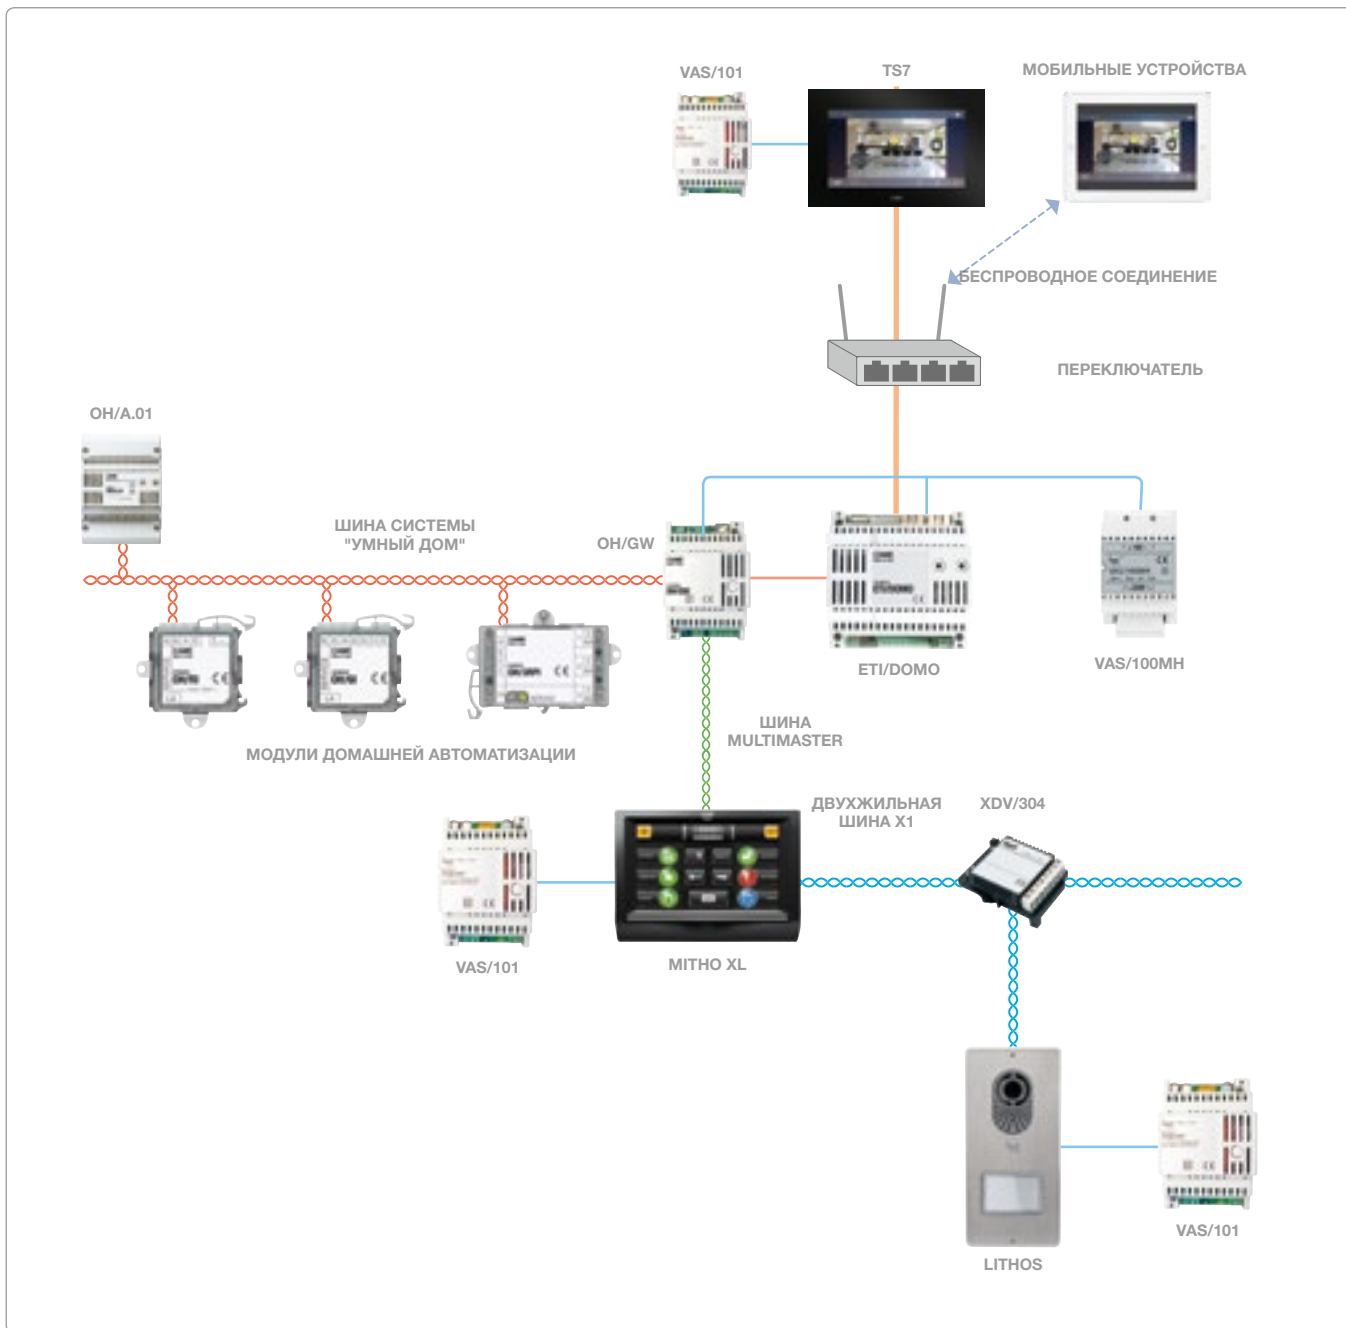 VAS/101
TS7
МОБИЛЬНЫЕ УСТРОЙСТВА
БЕСПРОВОДНОЕ СОЕДИНЕНИЕ
ПЕРЕКЛЮЧАТЕЛЬ
OH/A.01
ШИНА СИСТЕМЫ
"УМНЫЙ ДОМ"
OH/GW
ETI/DOMO
VAS/100MH
МОДУЛИ ДОМАШНЕЙ АВТОМАТИЗАЦИИ
ШИНА
MULTIMASTER
ДВУХЖИЛЬНАЯ
ШИНА X1
XDV/304
VAS/101
MITHO XL
VAS/101
LITHOS